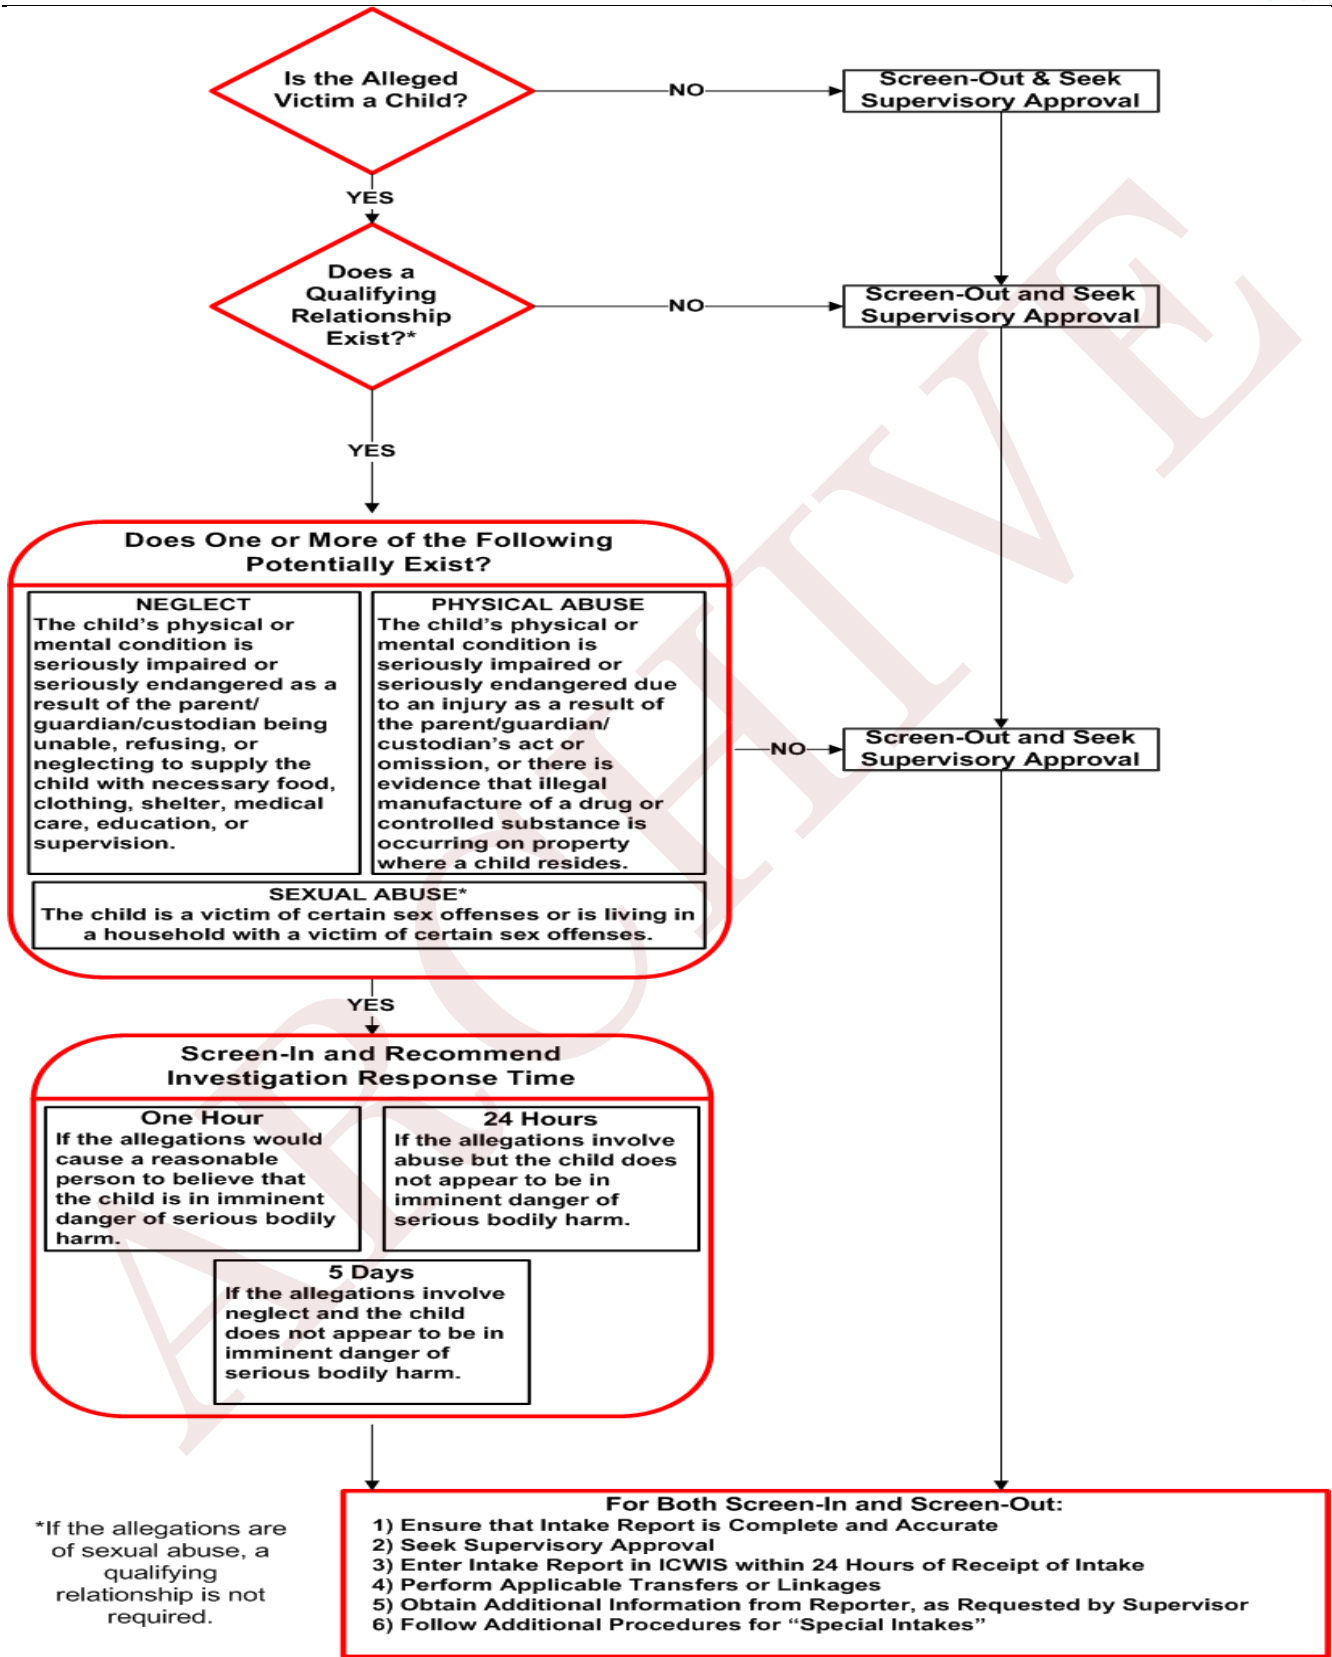 Is the Alleged
Victim a Child?
NO
Screen-Out & Seek
Supervisory Approval
YES
Does a
Qualifying
Relationship
Exist?*
NO
Screen-Out and Seek
Supervisory Approval
YES
Does One or More of the Following
Potentially Exist?
NEGLECT
The child's physical or
mental condition is
seriously impaired or
seriously endangered as a
result of the parent/
guardian/custodian being
unable, refusing, or
neglecting to supply the
child with necessary food,
clothing, shelter, medical
care, education, or
supervision.
PHYSICAL ABUSE
The child's physical or
mental condition is
seriously impaired or
seriously endangered due
to an injury as a result of
the parent/guardian/
custodian's act or
omission, or there is
evidence that illegal
manufacture of a drug or
controlled substance is
occurring on property
where a child resides.
NO
Screen-Out and Seek
Supervisory Approval
SEXUAL ABUSE*
The child is a victim of certain sex offenses or is living in
a household with a victim of certain sex offenses.
YES
Screen-In and Recommend
Investigation Response Time
One Hour
If the allegations would
cause a reasonable
person to believe that
the child is in imminent
danger of serious bodily
harm.
24 Hours
If the allegations involve
abuse but the child does
not appear to be in
imminent danger of
serious bodily harm.
5 Days
If the allegations involve
neglect and the child
does not appear to be in
imminent danger of
serious bodily harm.
*If the allegations are
of sexual abuse, a
qualifying
relationship is not
required.
For Both Screen-In and Screen-Out:
1) Ensure that Intake Report is Complete and Accurate
2) Seek Supervisory Approval
3) Enter Intake Report in ICWIS within 24 Hours of Receipt of Intake
4) Perform Applicable Transfers or Linkages
5) Obtain Additional Information from Reporter, as Requested by Supervisor
6) Follow Additional Procedures for "Special Intakes"
ARCHIVE